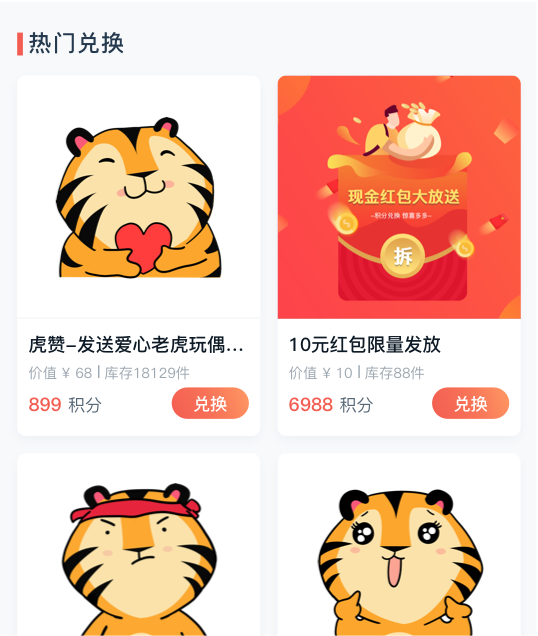 热门兑换
现金红包大放送
-积分兑换 惊喜多多-
拆
虎赞-发送爱心老虎玩偶...
价值 ¥ 68 | 库存18129件
899 积分
兑换
10元红包限量发放
价值 ¥ 10 | 库存88件
6988 积分
兑换